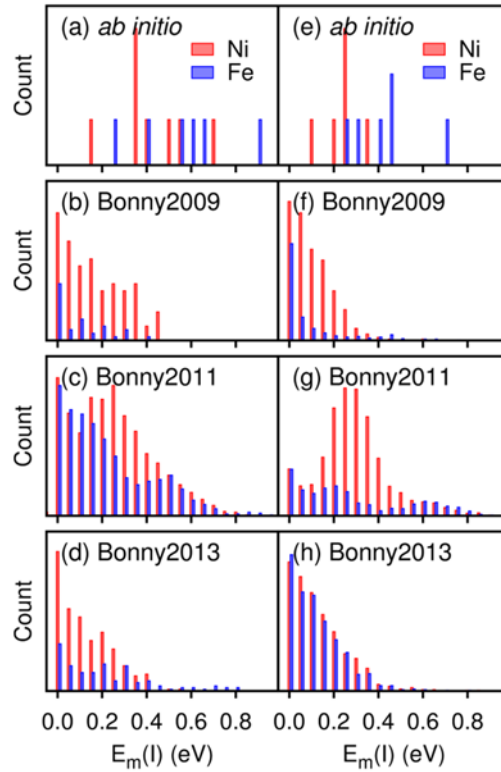 (a) ab initio
Ni
Fe
Count
(e) ab initio
Ni
Fe
(b) Bonny2009
Count
(f) Bonny2009
(c) Bonny2011
Count
(g) Bonny2011
(d) Bonny2013
Count
(h) Bonny2013
0.0 0.2 0.4 0.6 0.8
0.0 0.2 0.4 0.6 0.8
Em(I) (eV)
Em(I) (eV)